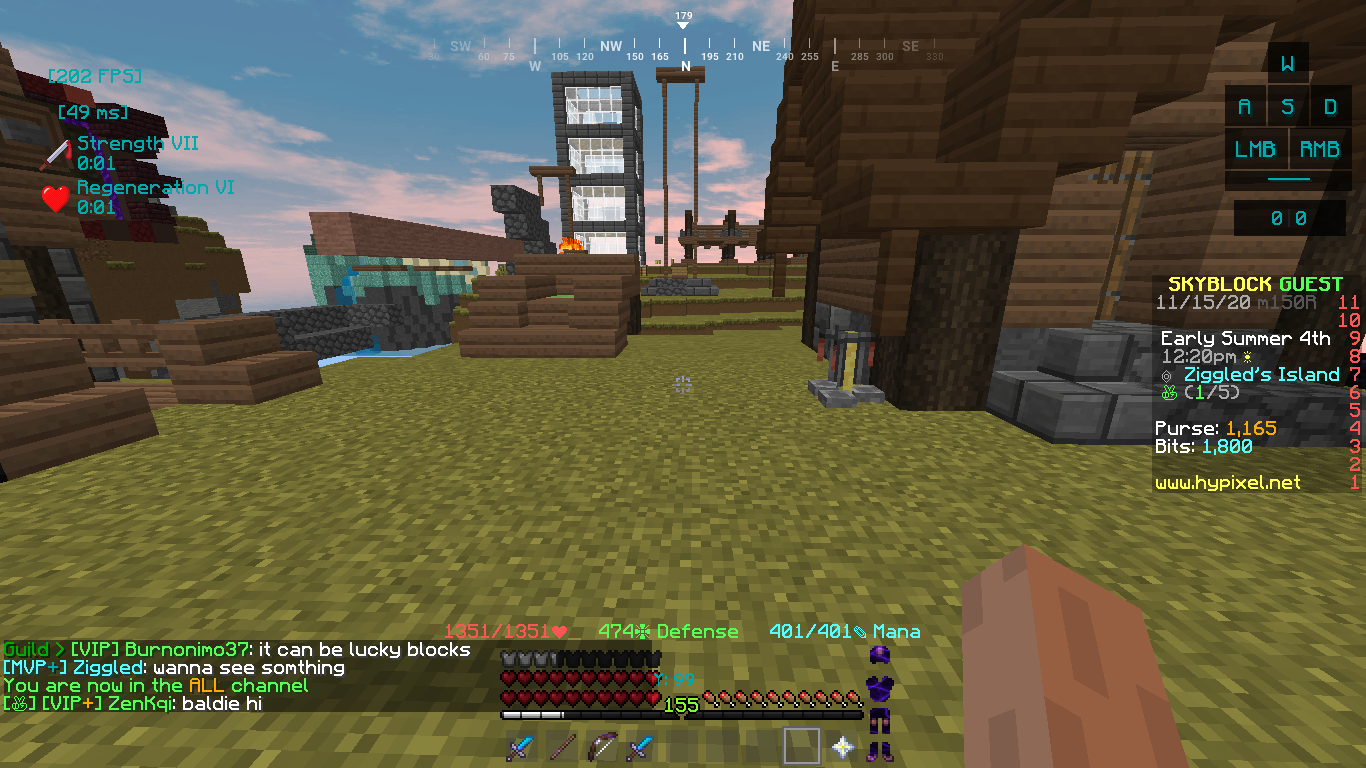 179
SW 60 75 W 105 120 NW 150 165 N 195 210 NE 240 255 E 285 300 SE 330
[202 FPS]
[49 ms]
Strength VII
0:01
Regeneration VI
0:01
W
A S D
LMB RMB
0 | 0
SKYBLOCK GUEST
11/15/20 m150R 11
10
Early Summer 4th 9
12:20pm 8
Ziggled's Island 7
(1/5) 6
5
Purse: 1,165 4
Bits: 1,800 3
2
www.hypixel.net 1
1351/1351❤ 474 Defense 401/401 Mana
Guild > [VIP] Burnonimo37: it can be lucky blocks
[MVP+] Ziggled: wanna see somthing
You are now in the ALL channel
[✌] [VIP+] ZenKqi: baldie hi
Y: 99
155